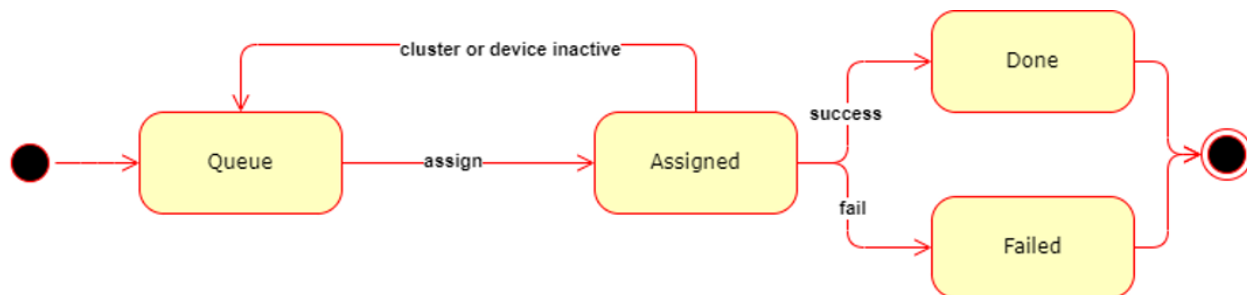 cluster or device inactive
Done
success
Queue
assign
Assigned
fail
Failed